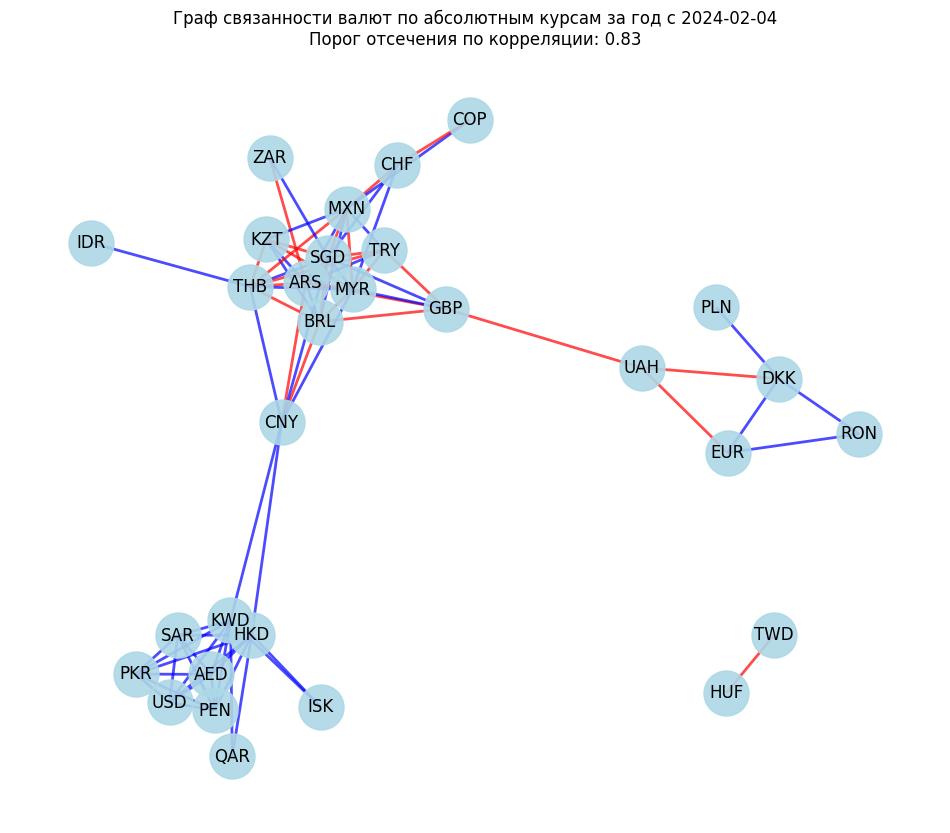 Граф связанности валют по абсолютным курсам за год с 2024-02-04
Порог отсечения по корреляции: 0.83
COP
ZAR
CHF
MXN
KZT
IDR
TRY
SGD
THB
ARS
MYR
BRL
GBP
PLN
UAH
DKK
CNY
RON
EUR
KWD
SAR
HKD
TWD
PKR
AED
USD
PEN
ISK
HUF
QAR